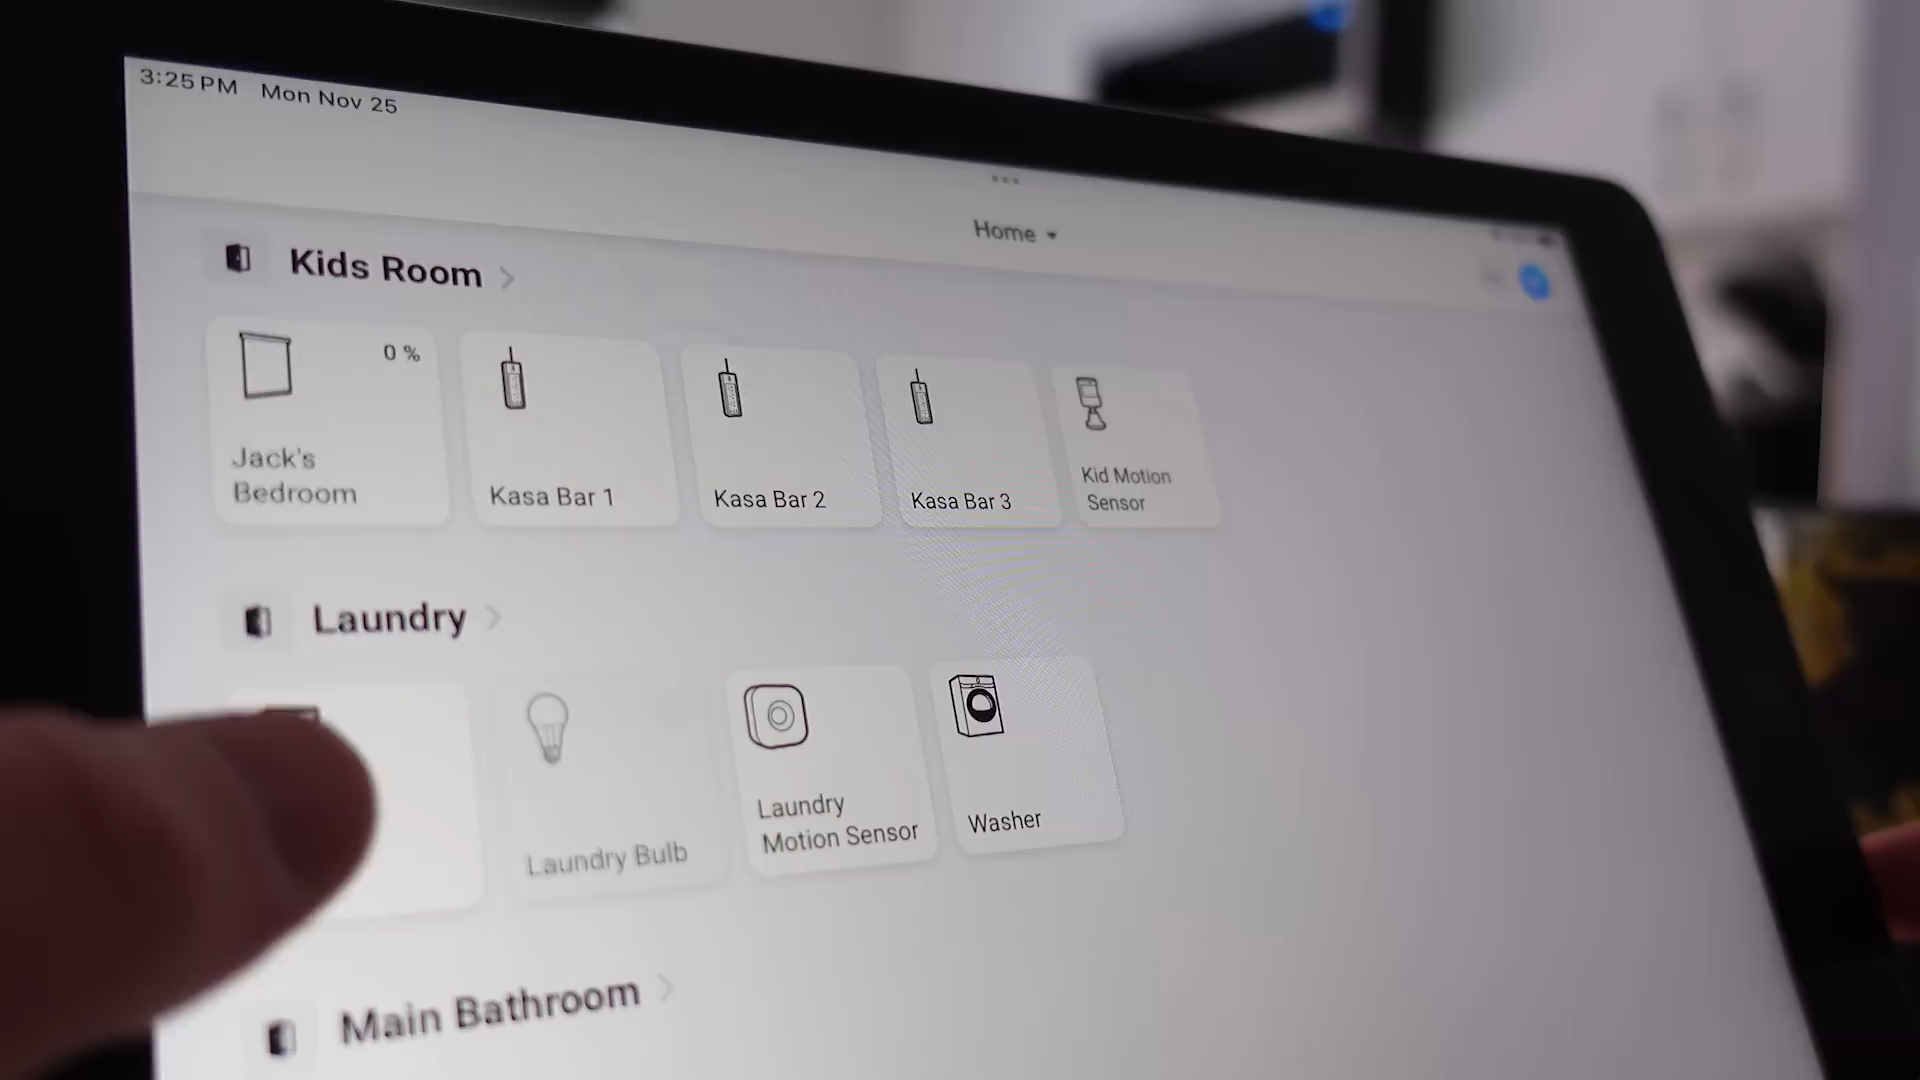 3:25 PM Mon Nov 25
Home
Kids Room
0 %
Jack's
Bedroom
Kasa Bar 1
Kasa Bar 2
Kasa Bar 3
Kid Motion
Sensor
Laundry
Laundry Bulb
Laundry
Motion Sensor
Washer
Main Bathroom